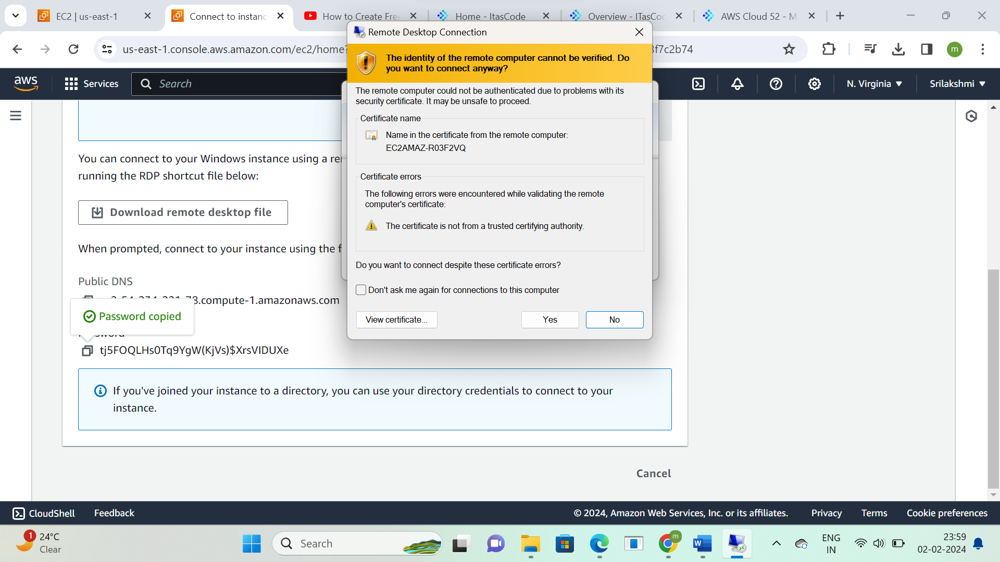 EC2 | us-east-1
Connect to instanc
How to Create Fre
Home - ItasCode
Overview - ITasCoc
AWS Cloud 52 - M
us-east-1.console.aws.amazon.com/ec2/home?
3f7c2b74
m
Remote Desktop Connection
The identity of the remote computer cannot be verified. Do
you want to connect anyway?
aws
Services
Search
N. Virginia
Srilakshmi
The remote computer could not be authenticated due to problems with its
security certificate. It may be unsafe to proceed.
Certificate name
Name in the certificate from the remote computer:
EC2AMAZ-R03F2VQ
Certificate errors
The following errors were encountered while validating the remote
computer's certificate:
The certificate is not from a trusted certifying authority.
Do you want to connect despite these certificate errors?
Don't ask me again for connections to this computer
View certificate...
Yes
No
You can connect to your Windows instance using a re
running the RDP shortcut file below:
Download remote desktop file
When prompted, connect to your instance using the f
Public DNS
.compute-1.amazonaws.com
Password copied
Password
tj5FOQLHs0Tq9YgW(KjVs)$XrsVIDUXe
If you've joined your instance to a directory, you can use your directory credentials to connect to your
instance.
Cancel
CloudShell
Feedback
© 2024, Amazon Web Services, Inc. or its affiliates.
Privacy
Terms
Cookie preferences
1
24°C
Clear
Search
m
W
ENG
IN
23:59
02-02-2024